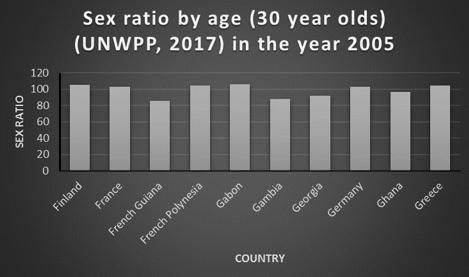 Sex ratio by age (30 year olds)
(UNWPP, 2017) in the year 2005
120
100
80
60
40
20
0
SEX RATIO
Finland
France
French Guiana
French Polynesia
Gabon
Gambia
Georgia
Germany
Ghana
Greece
COUNTRY